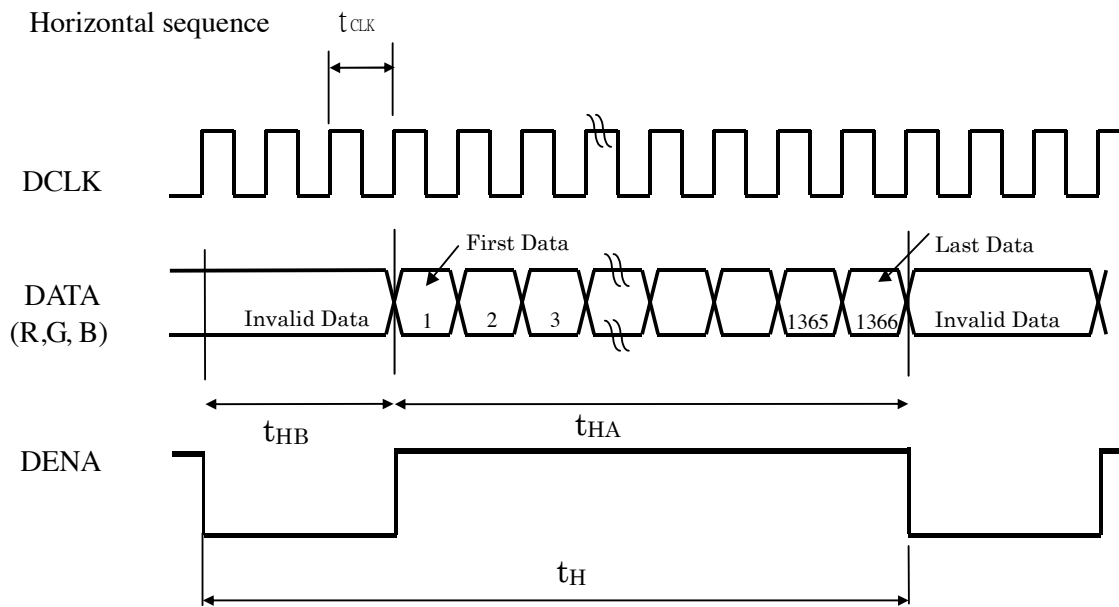 Horizontal sequence
tCLK
DCLK
First Data
Last Data
DATA
(R,G, B)
Invalid Data
1
2
3
1365
1366
Invalid Data
tHB
tHA
DENA
tH